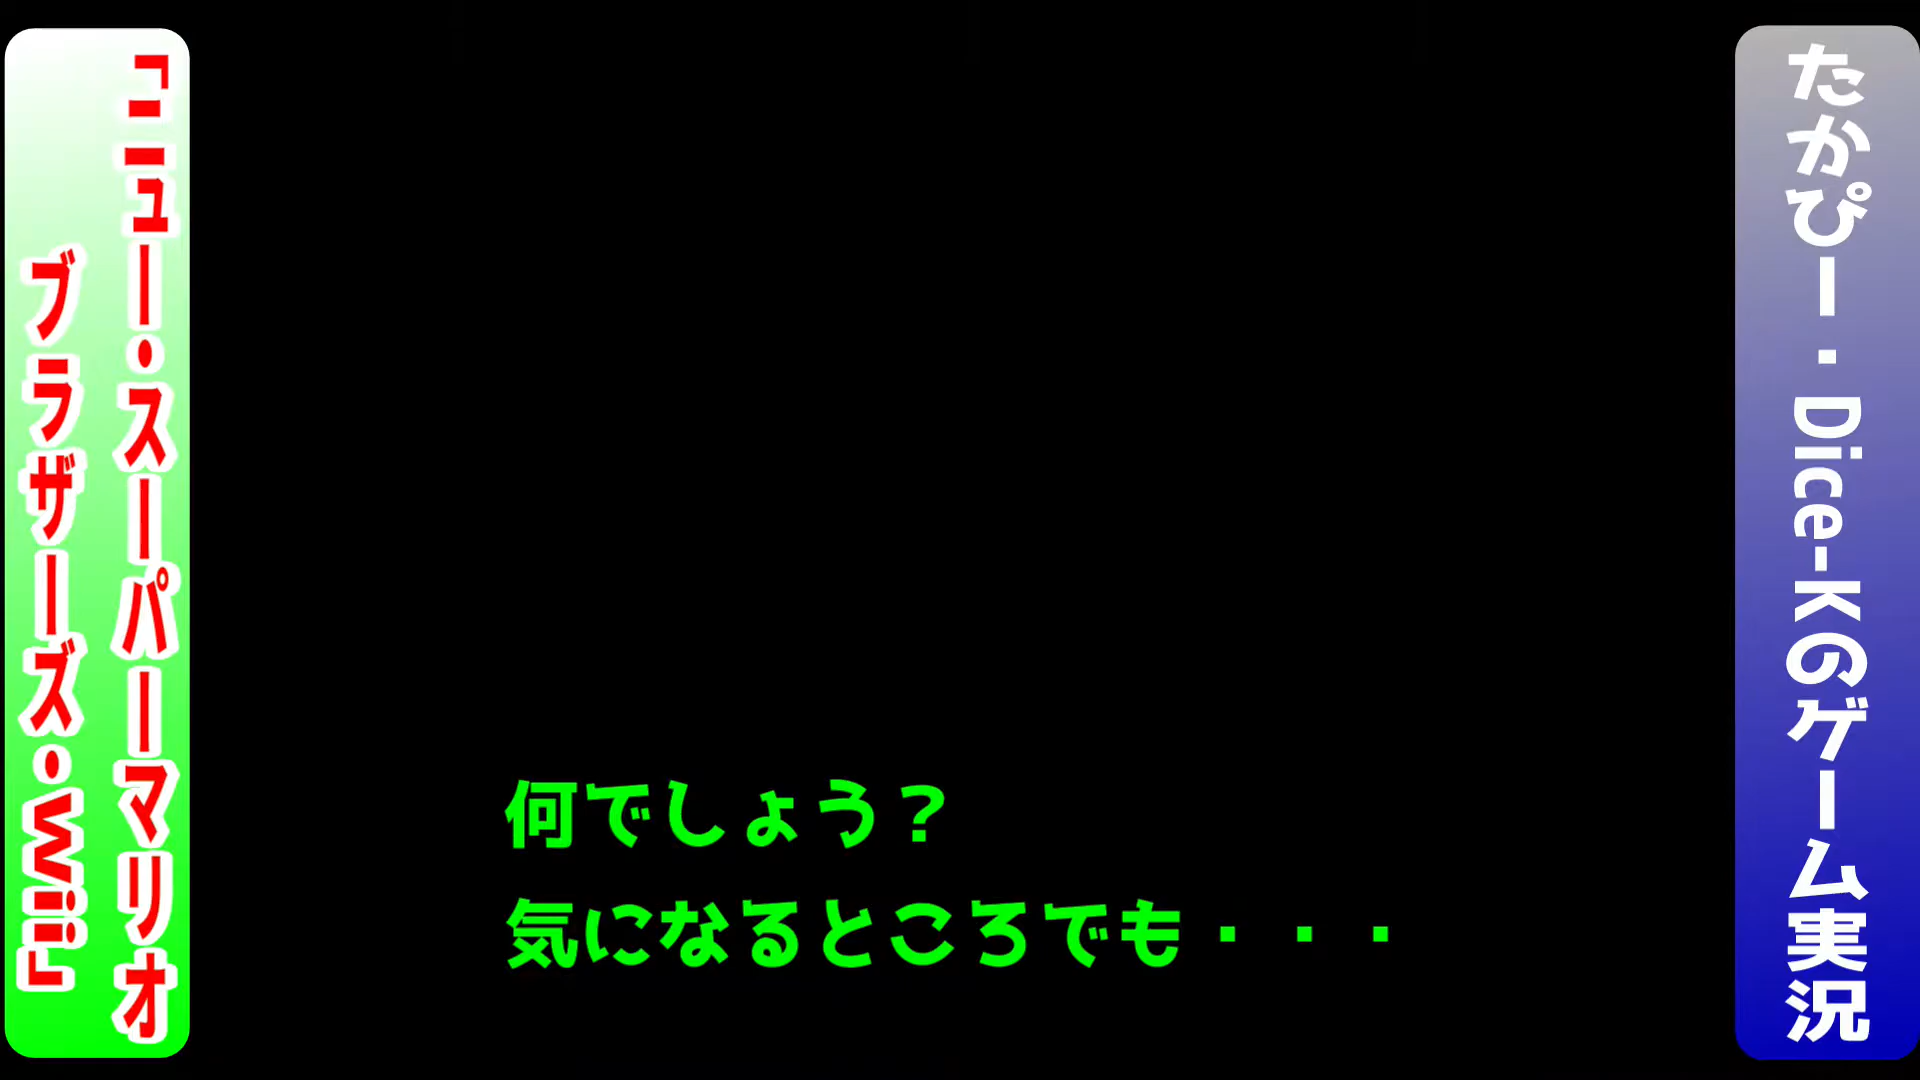 「ニュー・スーパーマリオ
ブラザーズ・Wii」
何でしょう？
気になるところでも・・・
たかぴー・Dice-Kのゲーム実況